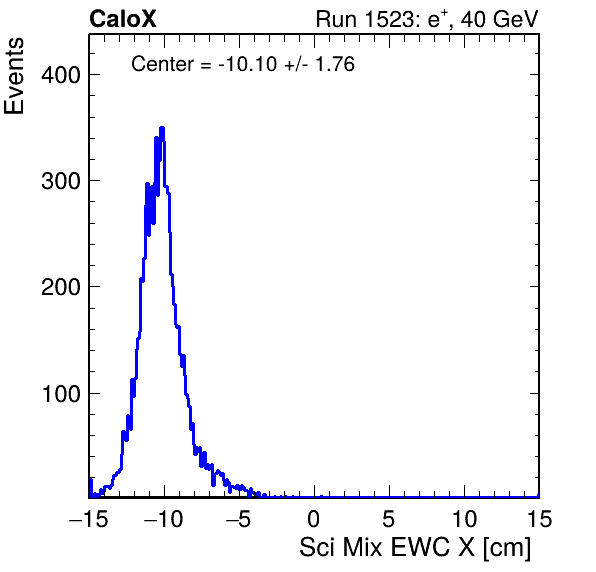 CaloX
Run 1523: e+, 40 GeV
Events
Center = -10.10 +/- 1.76
400
300
200
100
−15
−10
−5
0
5
10
15
Sci Mix EWC X [cm]